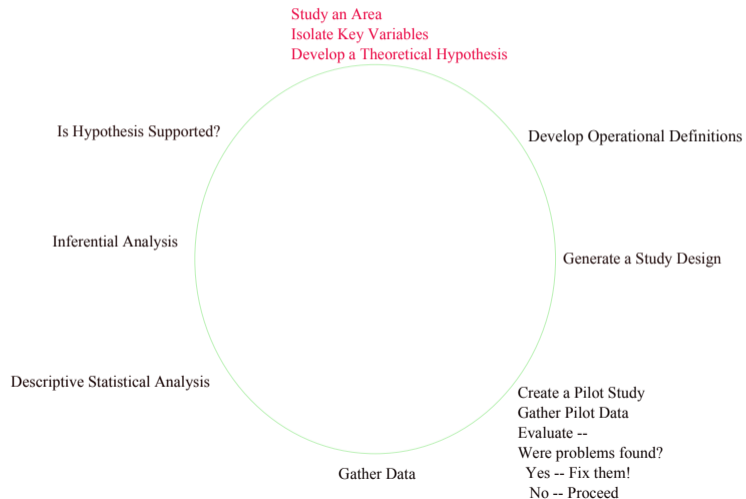 Study an Area
Isolate Key Variables
Develop a Theoretical Hypothesis
Develop Operational Definitions
Generate a Study Design
Create a Pilot Study
Gather Pilot Data
Evaluate --
Were problems found?
Yes -- Fix them!
No -- Proceed
Gather Data
Descriptive Statistical Analysis
Inferential Analysis
Is Hypothesis Supported?